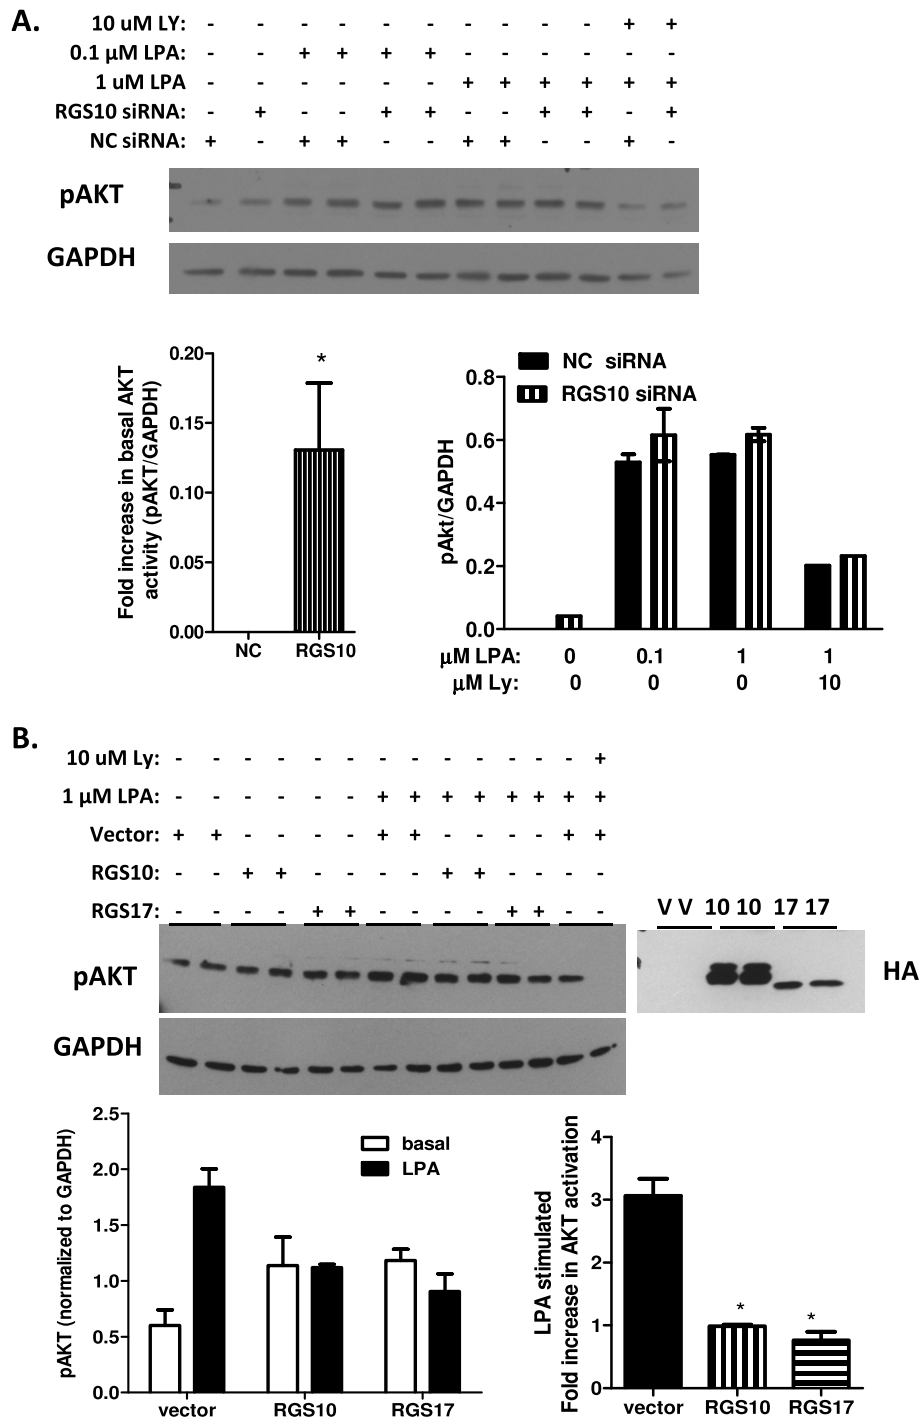 A.
10 uM LY: - - - - - - - - - - + +
0.1 μM LPA: - - + + + + - - - - - -
1 uM LPA - - - - - - + + + + + +
RGS10 siRNA: - + - - + + - - + + - +
NC siRNA: + - + + - - + + - - + -
pAKT
GAPDH
Fold increase in basal AKT
activity (pAKT/GAPDH)
0.20
0.15
0.10
0.05
0.00
*
NC RGS10
NC siRNA
RGS10 siRNA
pAkt/GAPDH
0.8
0.6
0.4
0.2
0.0
μM LPA: 0 0.1 1 1
μM Ly: 0 0 0 10
B.
10 uM Ly: - - - - - - - - - - - - - +
1 μM LPA: - - - - - - + + + + + + + +
Vector: + + - - - - + + - - - - + +
RGS10: - - + + - - - - + + - - - -
RGS17: - - - - + + - - - - + + - -
V V 10 10 17 17
pAKT
HA
GAPDH
pAKT (normalized to GAPDH)
2.5
2.0
1.5
1.0
0.5
0.0
basal
LPA
vector RGS10 RGS17
LPA stimulated
Fold increase in AKT activation
4
3
2
1
0
* *
vector RGS10 RGS17